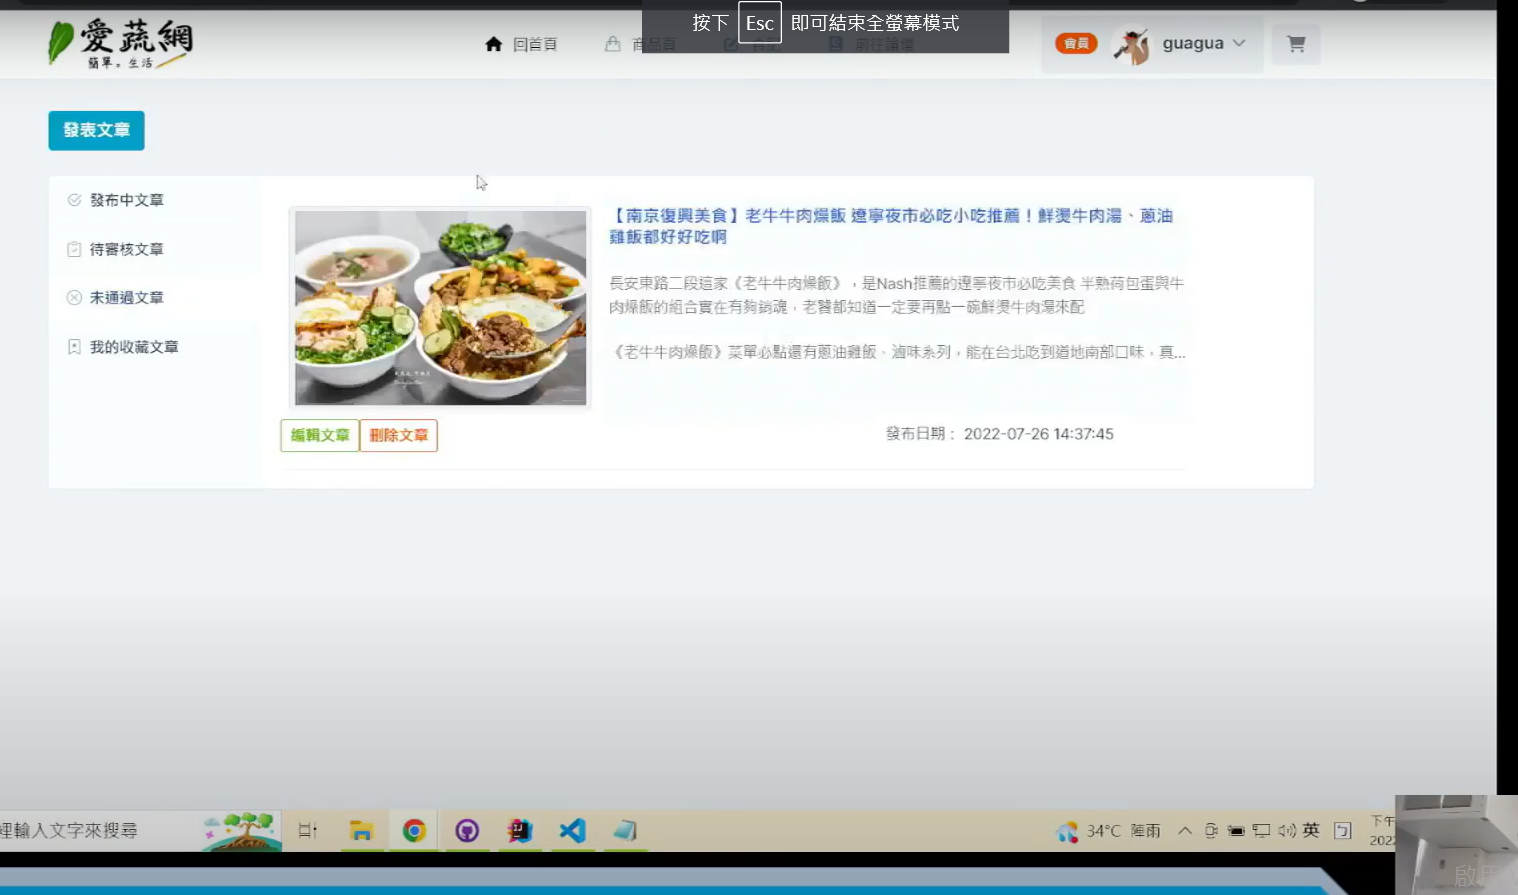 按下 Esc 即可結束全螢幕模式
愛蔬網
簡單。生活
回首頁
商品頁
前往論壇
會員
guagua
發表文章
發布中文章
待審核文章
未通過文章
我的收藏文章
【南京復興美食】老牛牛肉燥飯 遼寧夜市必吃小吃推薦！鮮燙牛肉湯、蔥油
雞飯都好好吃啊
長安東路二段這家《老牛牛肉燥飯》，是Nash推薦的遼寧夜市必吃美食 半熟荷包蛋與牛
肉燥飯的組合實在有夠銷魂，老饕都知道一定要再點一碗鮮燙牛肉湯來配
《老牛牛肉燥飯》菜單必點還有蔥油雞飯、滷味系列，能在台北吃到道地南部口味，真...
編輯文章
刪除文章
發布日期： 2022-07-26 14:37:45
裡輸入文字來搜尋
34°C 陣雨
英
下午
202